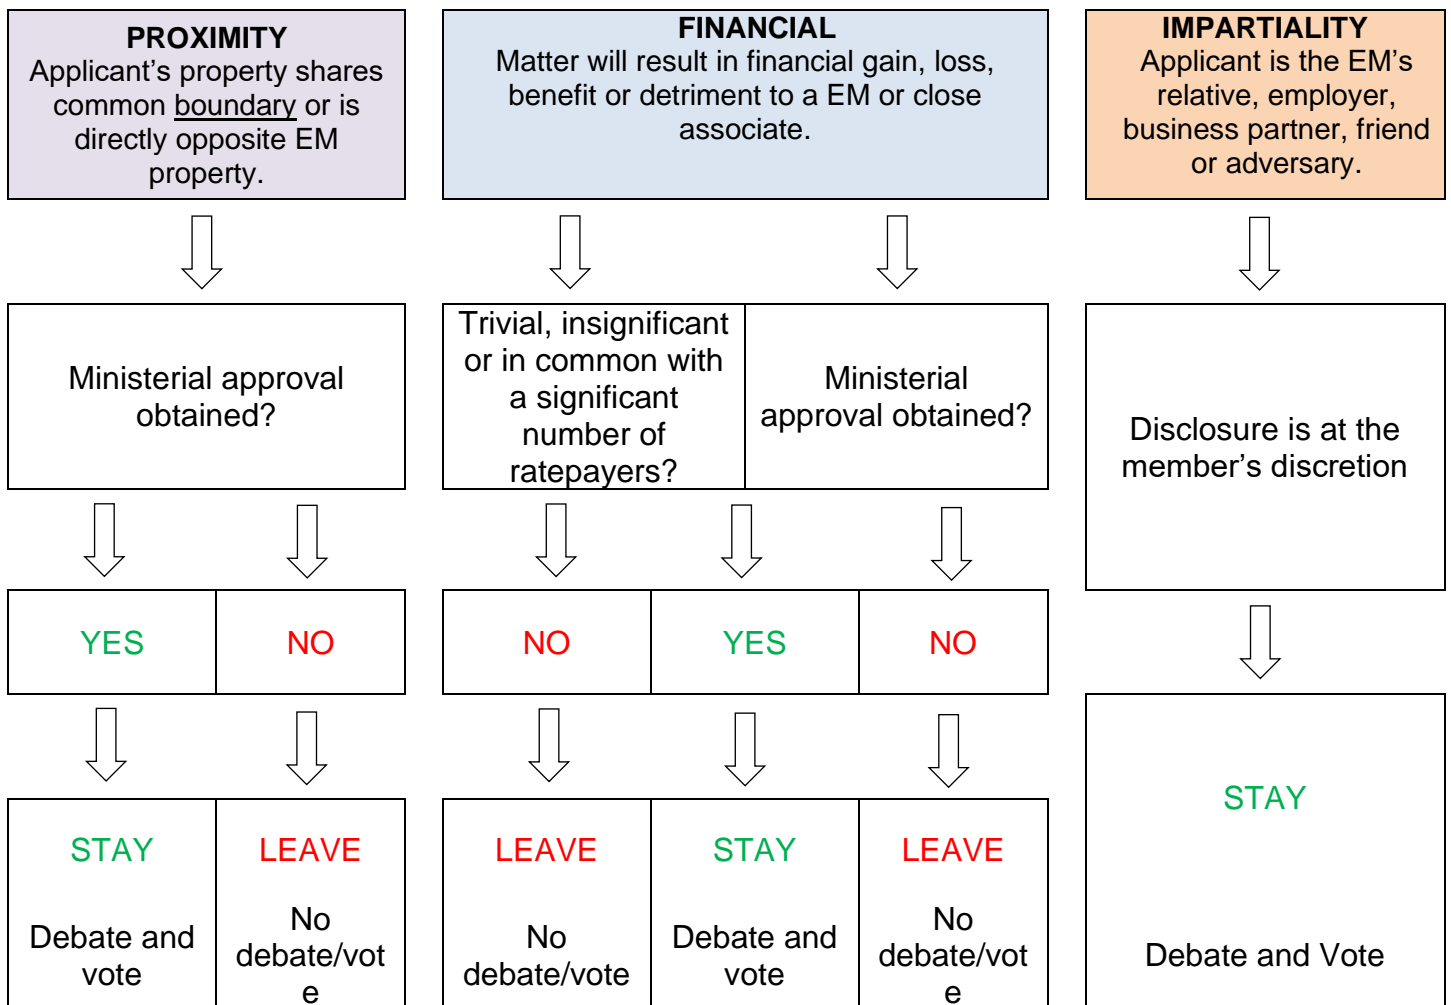 PROXIMITY
Applicant’s property shares
common boundary or is
directly opposite EM
property.
FINANCIAL
Matter will result in financial gain, loss,
benefit or detriment to a EM or close
associate.
IMPARTIALITY
Applicant is the EM’s
relative, employer,
business partner, friend
or adversary.
Ministerial approval
obtained?
Trivial, insignificant
or in common with
a significant
number of
ratepayers?
Ministerial
approval obtained?
Disclosure is at the
member’s discretion
YES
NO
NO
YES
NO
STAY
Debate and
vote
LEAVE
No
debate/vot
e
LEAVE
No
debate/vote
STAY
Debate and
vote
LEAVE
No
debate/vot
e
STAY
Debate and Vote